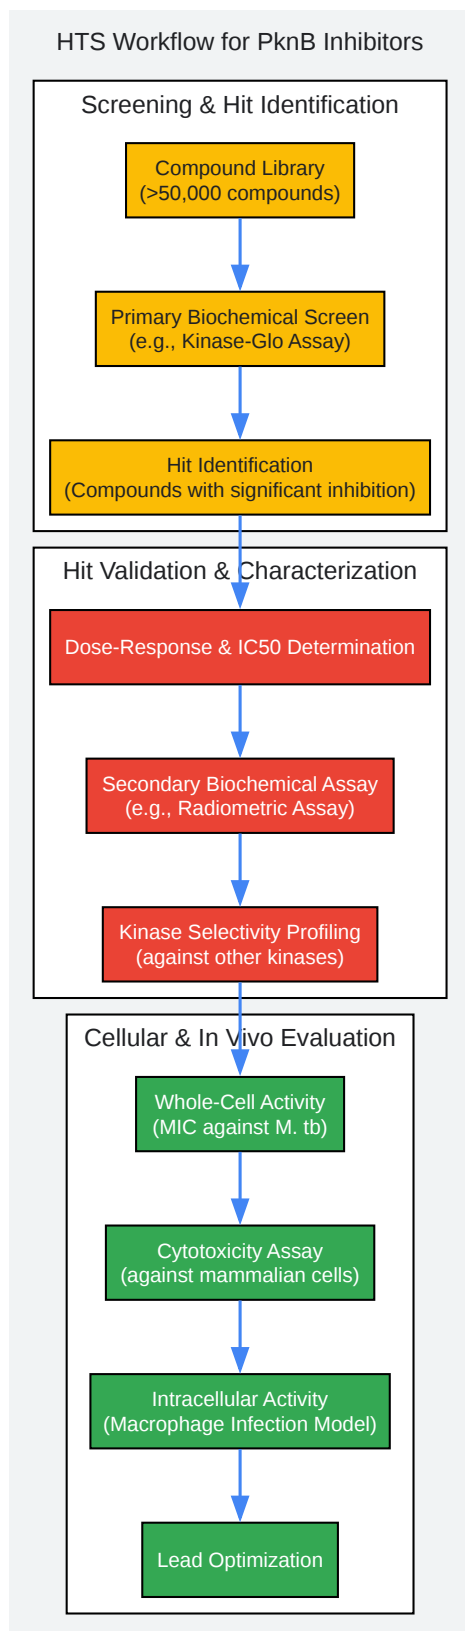 HTS Workflow for PknB Inhibitors
Screening & Hit Identification
Compound Library
(>50,000 compounds)
Primary Biochemical Screen
(e.g., Kinase-Glo Assay)
Hit Identification
(Compounds with significant inhibition)
Hit Validation & Characterization
Dose-Response & IC50 Determination
Secondary Biochemical Assay
(e.g., Radiometric Assay)
Kinase Selectivity Profiling
(against other kinases)
Cellular & In Vivo Evaluation
Whole-Cell Activity
(MIC against M. tb)
Cytotoxicity Assay
(against mammalian cells)
Intracellular Activity
(Macrophage Infection Model)
Lead Optimization